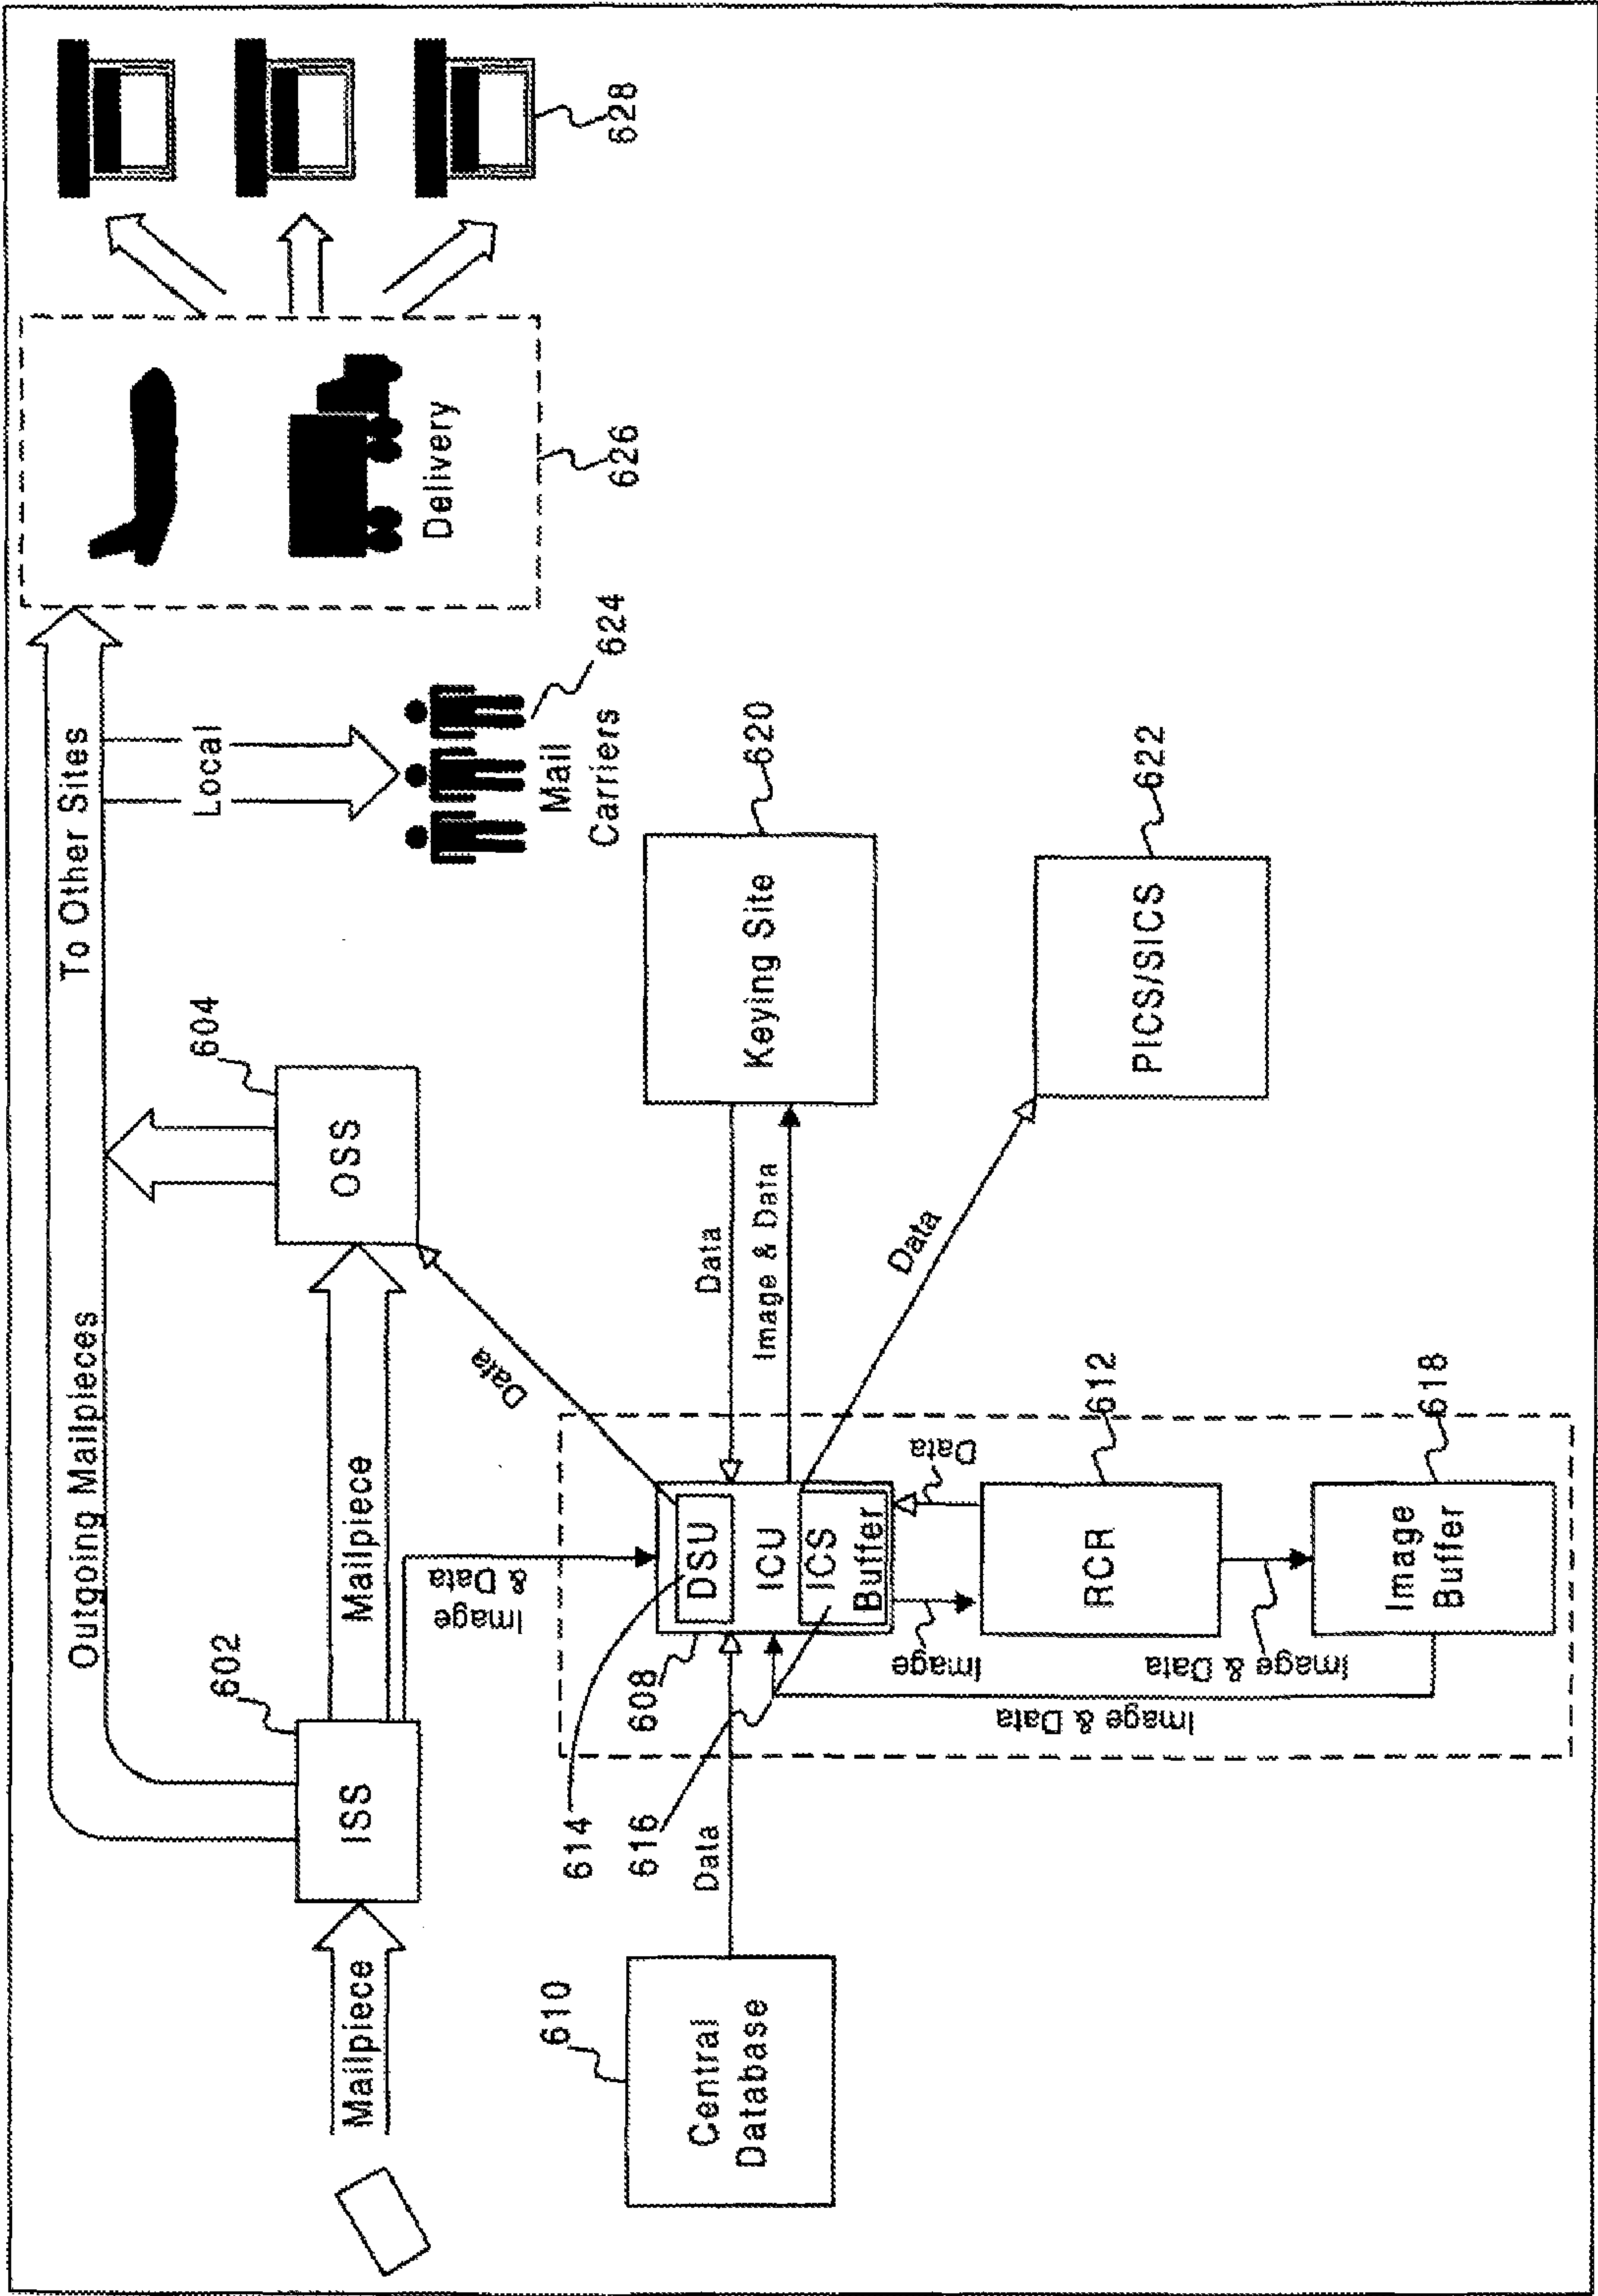 Outgoing Mailpieces
To Other Sites
602
604
Local
Mailpiece
ISS
Mailpiece
OSS
Mail
Carriers
624
Delivery
626
628
Image
& Data
Data
610
Central
Database
Data
614
616
608
DSU
ICU
ICS
Buffer
Data
Image & Data
Keying Site
620
Data
PICS/SICS
622
Image
Data
RCR
612
Image & Data
Image & Data
Image
Buffer
618